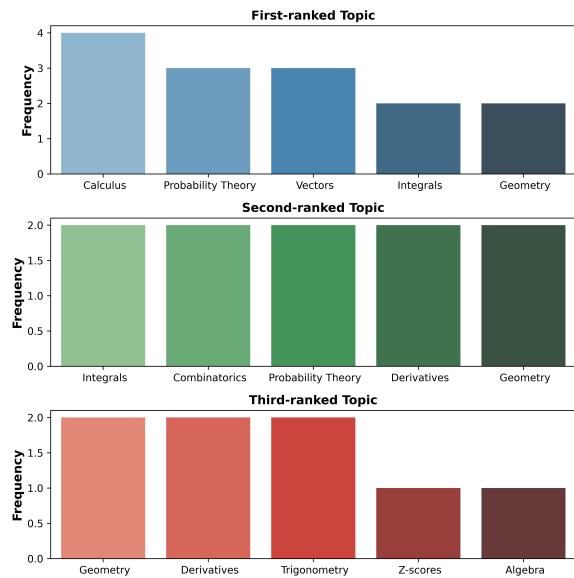 First-ranked Topic
Frequency
4
3
2
1
0
Calculus Probability Theory Vectors Integrals Geometry
Second-ranked Topic
Frequency
2.0
1.5
1.0
0.5
0.0
Integrals Combinatorics Probability Theory Derivatives Geometry
Third-ranked Topic
Frequency
2.0
1.5
1.0
0.5
0.0
Geometry Derivatives Trigonometry Z-scores Algebra